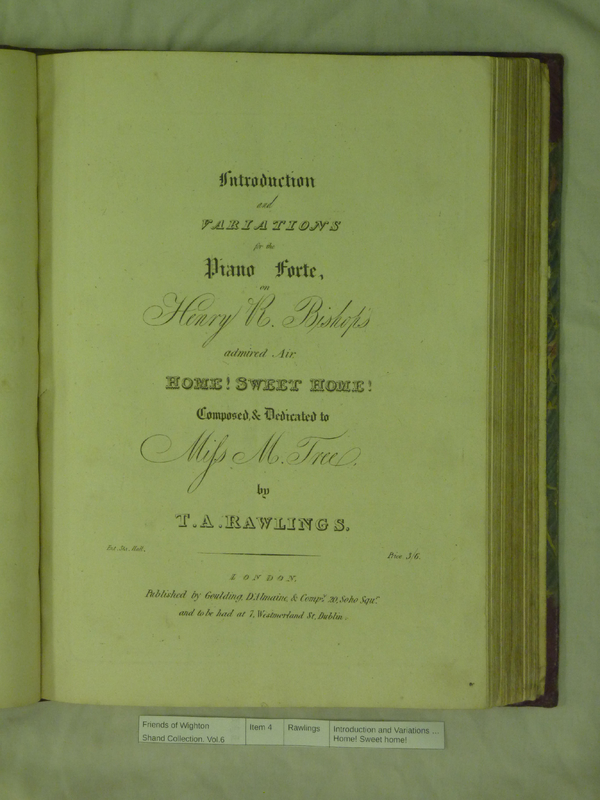 Introduction
and
VARIATIONS
for the
Piano Forte,
on
Henry R. Bishop's
admired Air
HOME! SWEET HOME!
Composed, & Dedicated to
Miſs M. Tree.
by
T. A. RAWLINGS.
Ent. Sta. Hall. Price 3/6.
LONDON,
Published by Goulding, D'Almaine, & Compy. 20, Soho Sqre.
and to be had at 7, Westmorland St, Dublin.
Friends of Wighton
Shand Collection. Vol.6
Item 4
Rawlings
Introduction and Variations ...
Home! Sweet home!